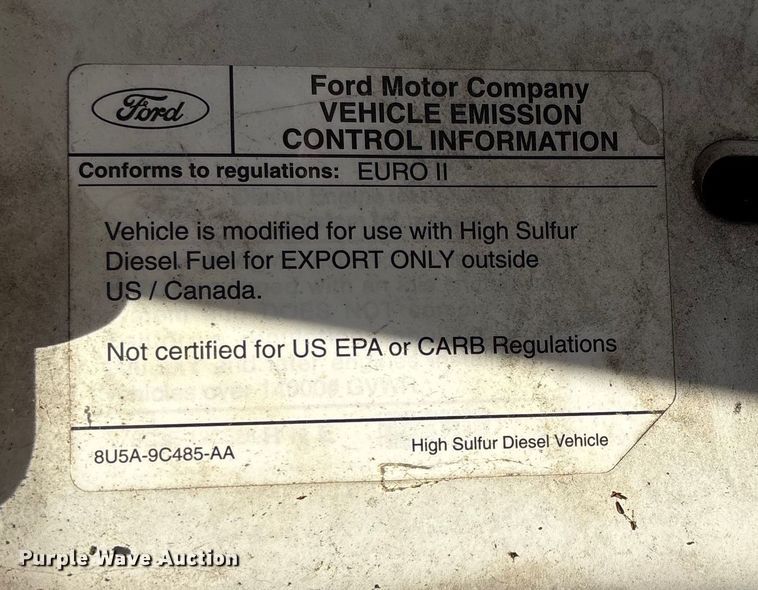 Ford
Ford Motor Company
VEHICLE EMISSION
CONTROL INFORMATION
Conforms to regulations: EURO II
Vehicle is modified for use with High Sulfur
Diesel Fuel for EXPORT ONLY outside
US / Canada.
Not certified for US EPA or CARB Regulations
8U5A-9C485-AA
High Sulfur Diesel Vehicle
Purple Wave Auction